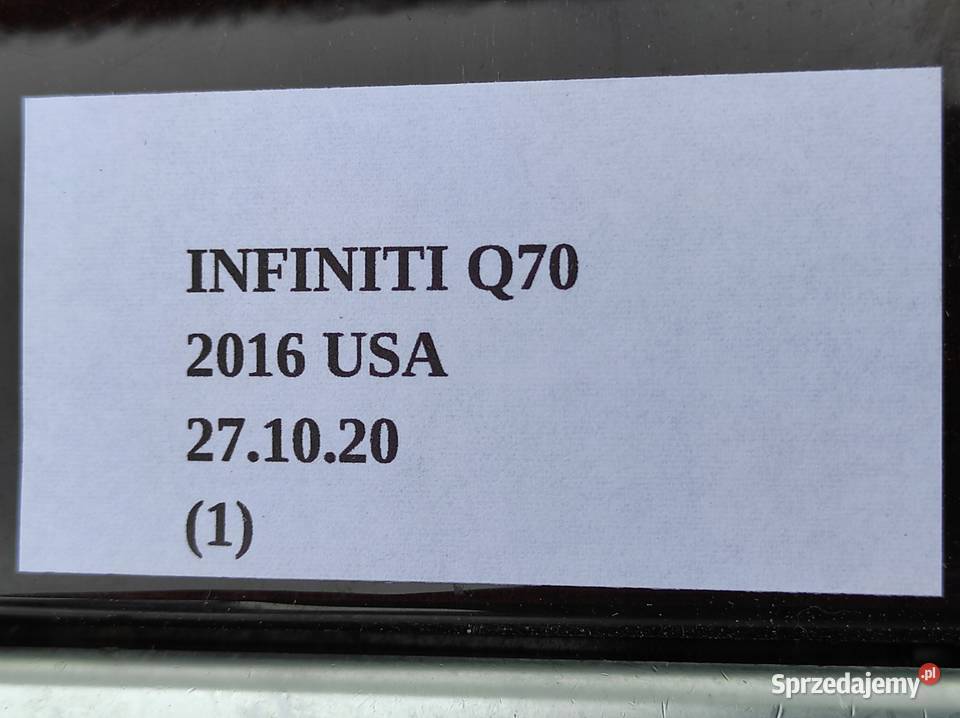 INFINITI Q70
2016 USA
27.10.20
(1)
Sprzedajemy.pl